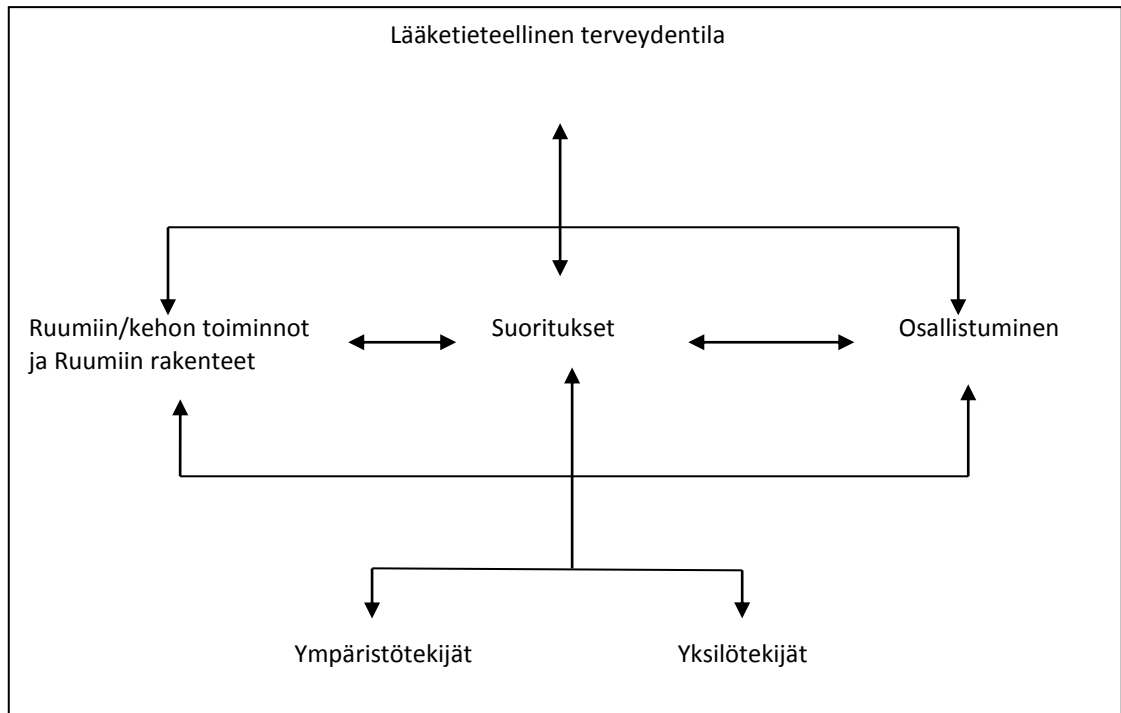 Lääketieteellinen terveydentila
Ruumiin/kehon toiminnot
ja Ruumiin rakenteet
Suoritukset
Osallistuminen
Ympäristötekijät
Yksilötekijät